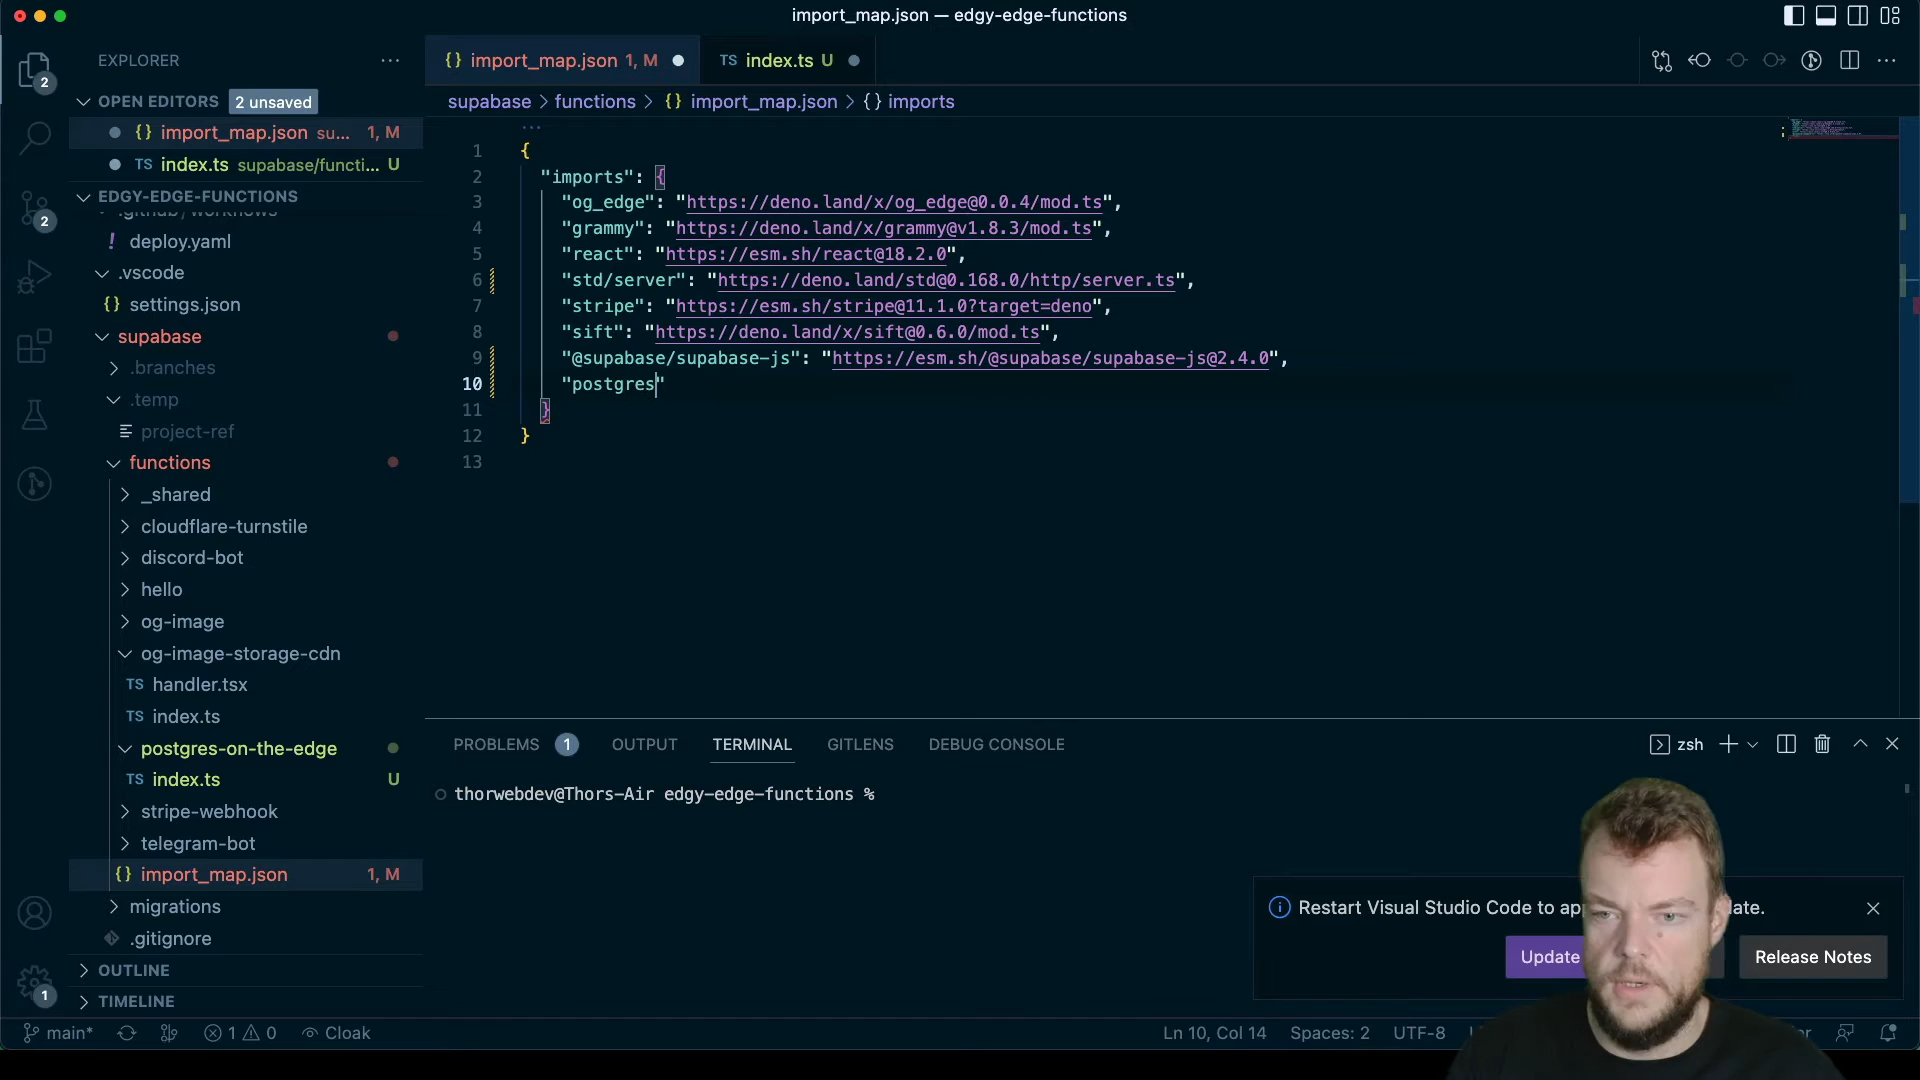 import_map.json — edgy-edge-functions
EXPLORER
2
OPEN EDITORS 2 unsaved
{} import_map.json su... 1, M
TS index.ts supabase/functi... U
EDGY-EDGE-FUNCTIONS
.github/workflows
! deploy.yaml
.vscode
{} settings.json
supabase
.branches
.temp
project-ref
functions
_shared
cloudflare-turnstile
discord-bot
hello
og-image
og-image-storage-cdn
TS handler.tsx
TS index.ts
postgres-on-the-edge
TS index.ts U
stripe-webhook
telegram-bot
{} import_map.json 1, M
migrations
.gitignore
OUTLINE
TIMELINE
2
1
{} import_map.json 1, M
TS index.ts U
supabase > functions > {} import_map.json > {} imports
1 {
2 "imports": {
3 "og_edge": "https://deno.land/x/og_edge@0.0.4/mod.ts",
4 "grammy": "https://deno.land/x/grammy@v1.8.3/mod.ts",
5 "react": "https://esm.sh/react@18.2.0",
6 "std/server": "https://deno.land/std@0.168.0/http/server.ts",
7 "stripe": "https://esm.sh/stripe@11.1.0?target=deno",
8 "sift": "https://deno.land/x/sift@0.6.0/mod.ts",
9 "@supabase/supabase-js": "https://esm.sh/@supabase/supabase-js@2.4.0",
10 "postgres"
11 }
12 }
13
PROBLEMS 1 OUTPUT TERMINAL GITLENS DEBUG CONSOLE
zsh
thorwebdev@Thors-Air edgy-edge-functions %
Restart Visual Studio Code to
Update
Release Notes
main* 1 0 Cloak
Ln 10, Col 14 Spaces: 2 UTF-8